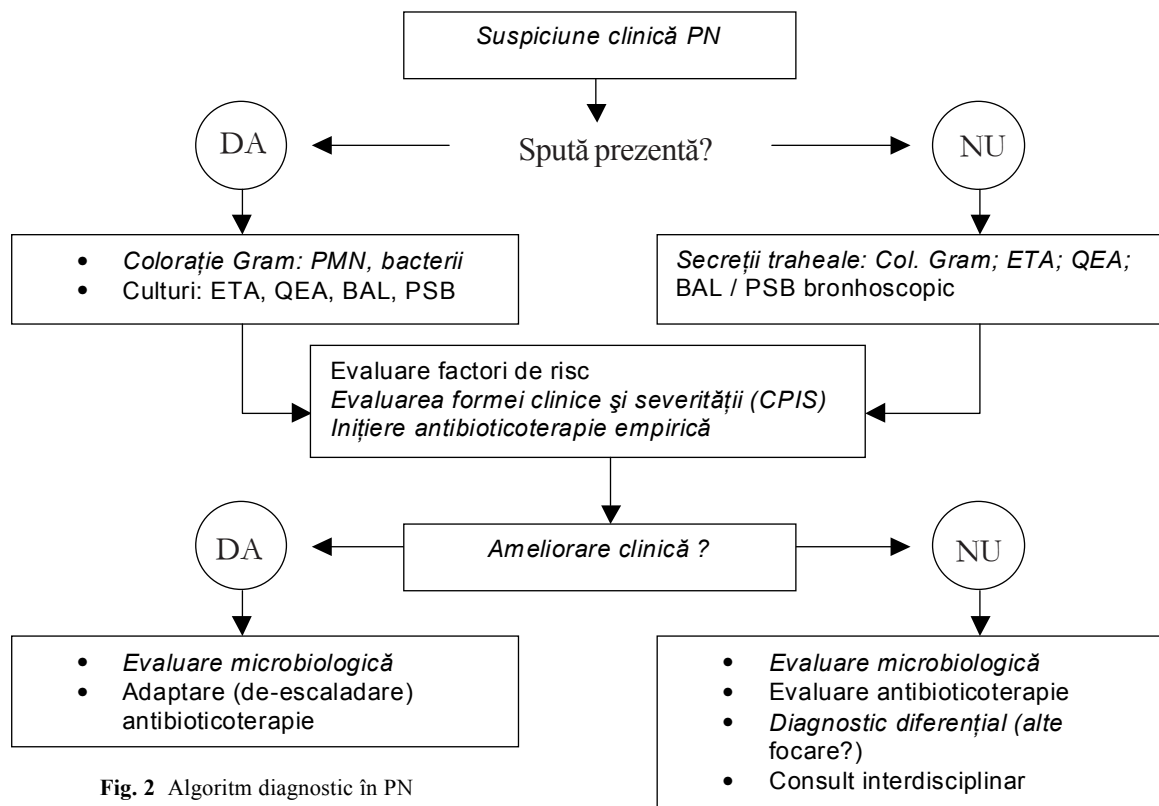 Suspiciune clinică PN
DA
Spută prezentă?
NU
• Colorație Gram: PMN, bacterii
• Culturi: ETA, QEA, BAL, PSB
Secreții traheale: Col. Gram; ETA; QEA;
BAL / PSB bronhoscopic
Evaluare factori de risc
Evaluarea formei clinice şi severității (CPIS)
Inițiere antibioticoterapie empirică
DA
Ameliorare clinică ?
NU
• Evaluare microbiologică
• Adaptare (de-escaladare)
antibioticoterapie
• Evaluare microbiologică
• Evaluare antibioticoterapie
• Diagnostic diferențial (alte
focare?)
• Consult interdisciplinar
Fig. 2 Algoritm diagnostic în PN